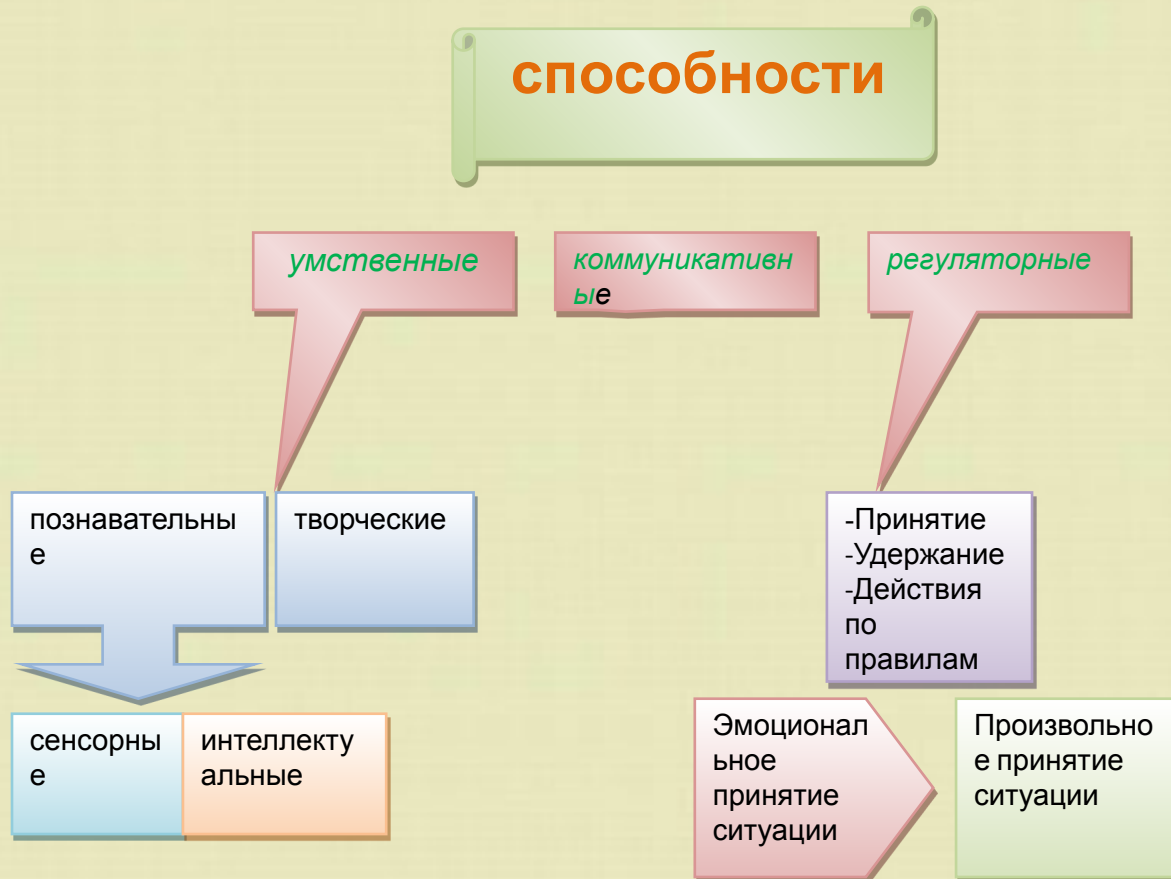 способности
умственные
коммуникативн
ые
регуляторные
познавательны
е
творческие
-Принятие
-Удержание
-Действия
по
правилам
сенсорны
е
интеллекту
альные
Эмоционал
ьное
принятие
ситуации
Произвольно
е принятие
ситуации